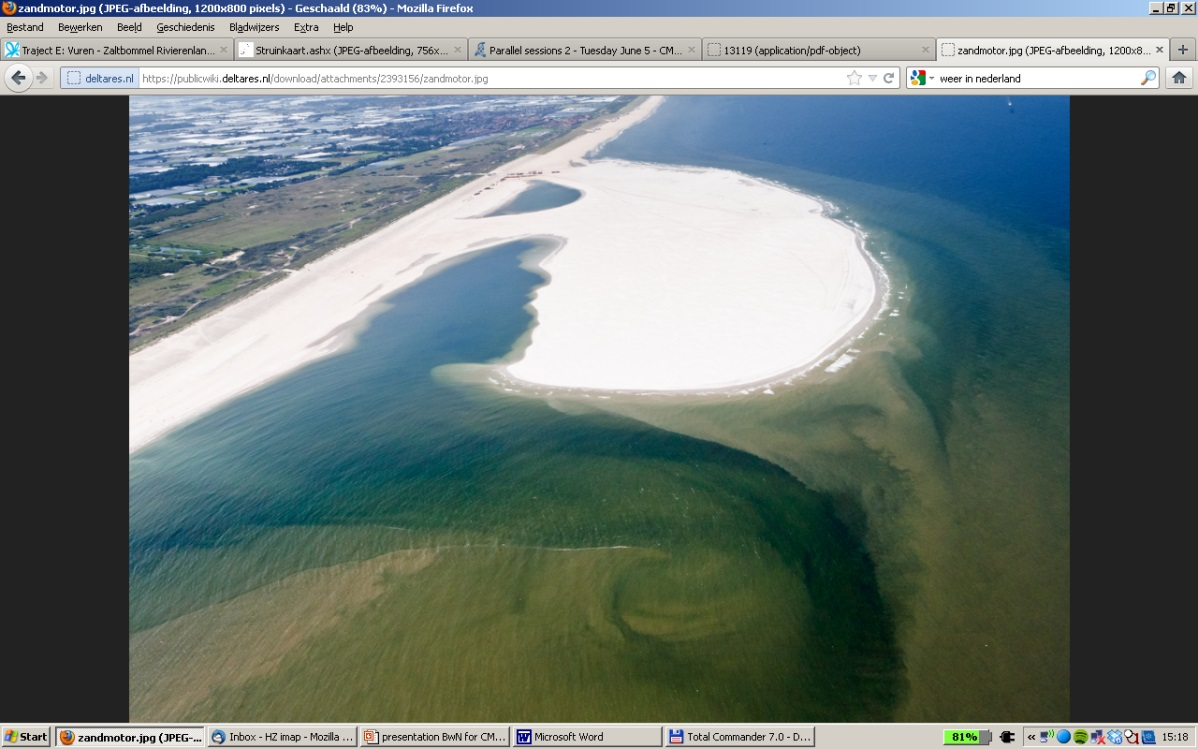 zandmotor.jpg (JPEG-afbeelding, 1200x800 pixels) - Geschaald (83%) - Mozilla Firefox
Bestand Bewerken Beeld Geschiedenis Bladwijzers Extra Help
Traject E: Vuren - Zaltbommel Rivierenlan... Struinkaart.ashx (JPEG-afbeelding, 756x... Parallel sessions 2 - Tuesday June 5 - CM... 13119 (application/pdf-object) zandmotor.jpg (JPEG-afbeelding, 1200x8...
deltares.nl https://publicwiki.deltares.nl/download/attachments/2393156/zandmotor.jpg weer in nederland
Start zandmotor.jpg (JPEG-... Inbox - HZ imap - Mozilla ... presentation BwN for CM... Microsoft Word Total Commander 7.0 - D... 81% « 15:18